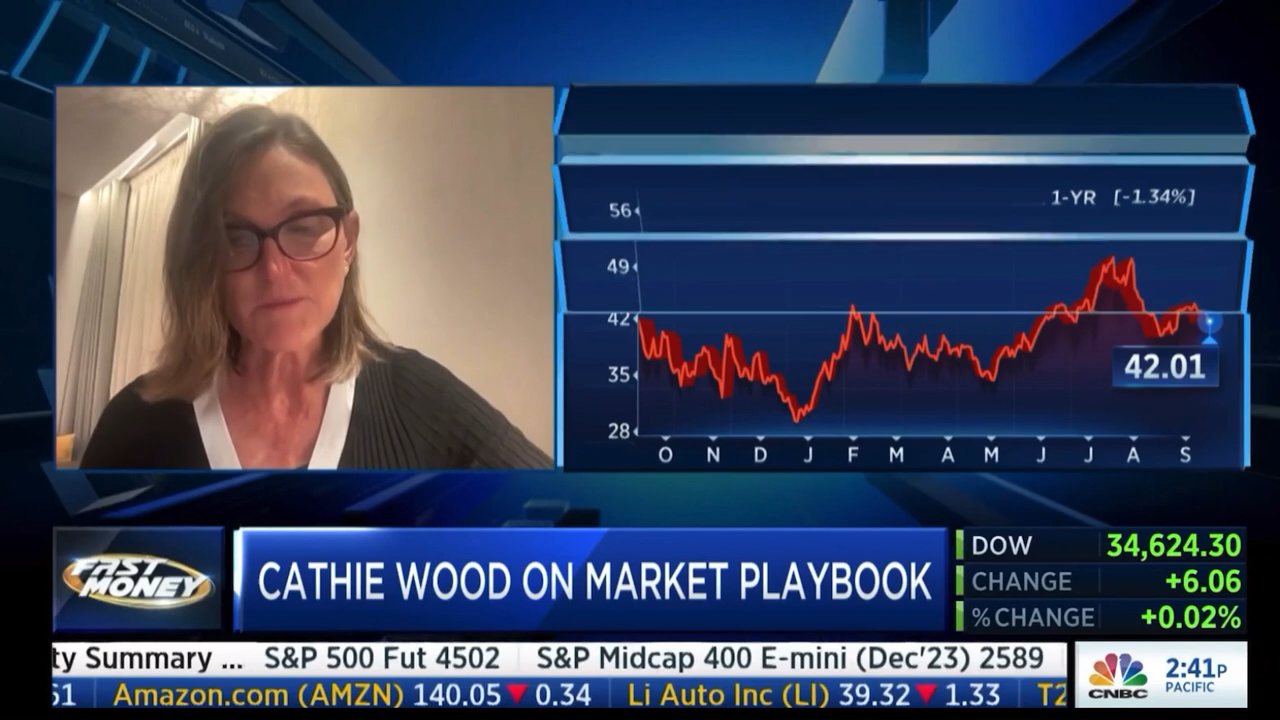 1-YR [-1.34%]
56
49
42
35
28
42.01
O N D J F M A M J J A S
FAST MONEY
CATHIE WOOD ON MARKET PLAYBOOK
DOW 34,624.30
CHANGE +6.06
% CHANGE +0.02%
ty Summary ... S&P 500 Fut 4502 S&P Midcap 400 E-mini (Dec'23) 2589
51 Amazon.com (AMZN) 140.05 ▼ 0.34 Li Auto Inc (LI) 39.32 ▼ 1.33 T2
CNBC
2:41P
PACIFIC